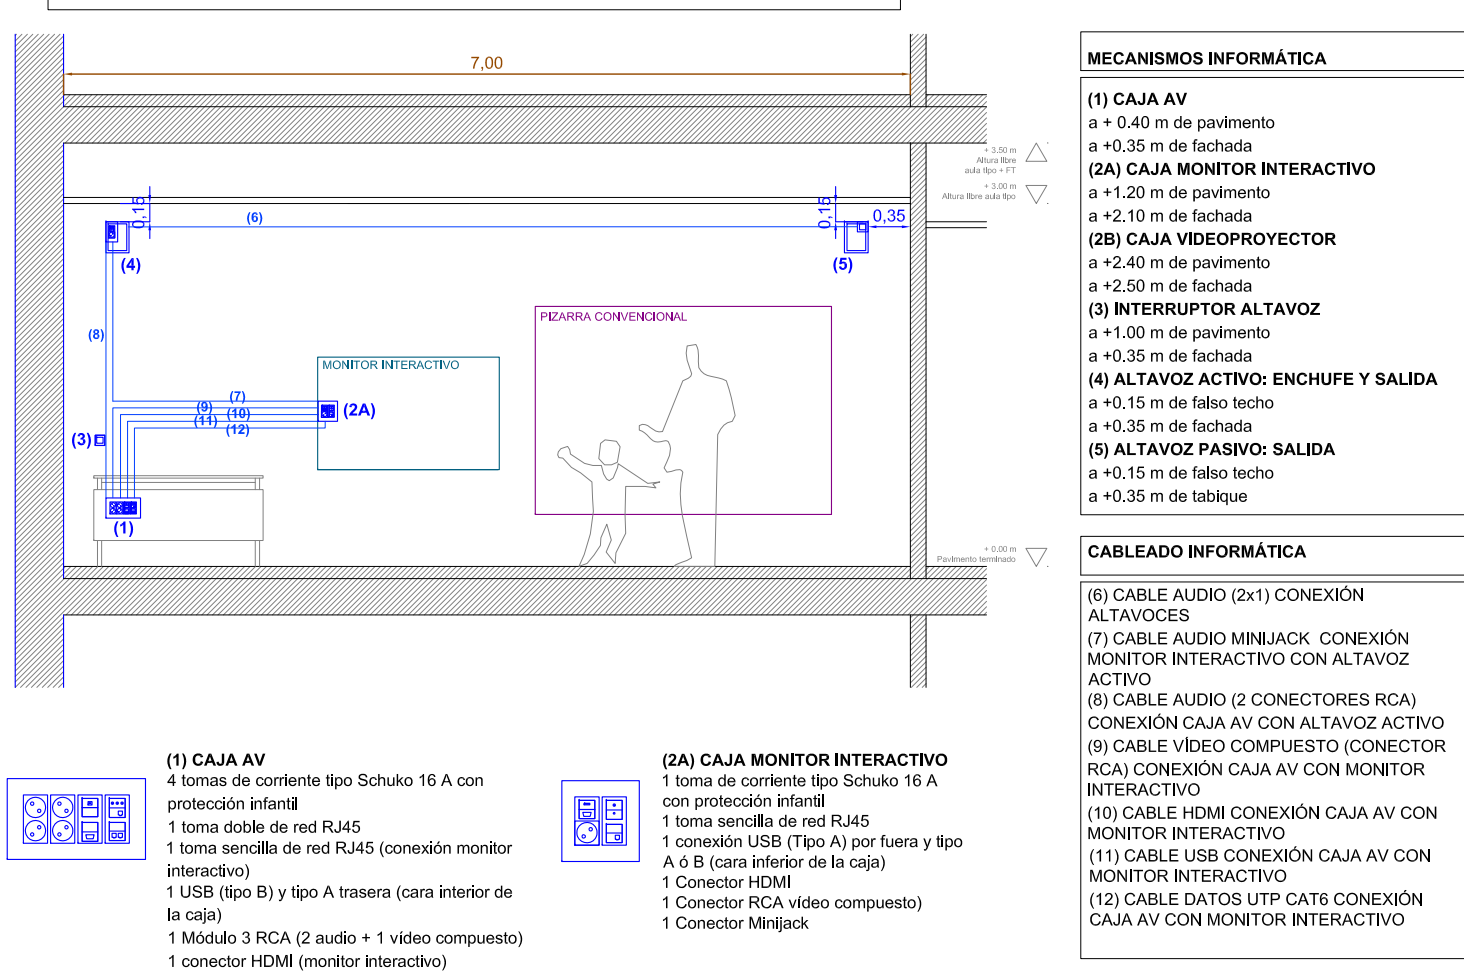 7,00
+ 3.50 m
Altura libre
aula tipo + FT
+ 3.00 m
Altura libre aula tipo
0,15
(6)
0,15
0,35
(4)
(5)
(8)
PIZARRA CONVENCIONAL
MONITOR INTERACTIVO
(7)
(9)
(10)
(2A)
(11)
(12)
(3)
(1)
+ 0.00 m
Pavimento terminado
MECANISMOS INFORMÁTICA
(1) CAJA AV
a + 0.40 m de pavimento
a +0.35 m de fachada
(2A) CAJA MONITOR INTERACTIVO
a +1.20 m de pavimento
a +2.10 m de fachada
(2B) CAJA VIDEOPROYECTOR
a +2.40 m de pavimento
a +2.50 m de fachada
(3) INTERRUPTOR ALTAVOZ
a +1.00 m de pavimento
a +0.35 m de fachada
(4) ALTAVOZ ACTIVO: ENCHUFE Y SALIDA
a +0.15 m de falso techo
a +0.35 m de fachada
(5) ALTAVOZ PASIVO: SALIDA
a +0.15 m de falso techo
a +0.35 m de tabique
CABLEADO INFORMÁTICA
(6) CABLE AUDIO (2x1) CONEXIÓN
ALTAVOCES
(7) CABLE AUDIO MINIJACK CONEXIÓN
MONITOR INTERACTIVO CON ALTAVOZ
ACTIVO
(8) CABLE AUDIO (2 CONECTORES RCA)
CONEXIÓN CAJA AV CON ALTAVOZ ACTIVO
(9) CABLE VÍDEO COMPUESTO (CONECTOR
RCA) CONEXIÓN CAJA AV CON MONITOR
INTERACTIVO
(10) CABLE HDMI CONEXIÓN CAJA AV CON
MONITOR INTERACTIVO
(11) CABLE USB CONEXIÓN CAJA AV CON
MONITOR INTERACTIVO
(12) CABLE DATOS UTP CAT6 CONEXIÓN
CAJA AV CON MONITOR INTERACTIVO
(1) CAJA AV
4 tomas de corriente tipo Schuko 16 A con
protección infantil
1 toma doble de red RJ45
1 toma sencilla de red RJ45 (conexión monitor
interactivo)
1 USB (tipo B) y tipo A trasera (cara interior de
la caja)
1 Módulo 3 RCA (2 audio + 1 vídeo compuesto)
1 conector HDMI (monitor interactivo)
(2A) CAJA MONITOR INTERACTIVO
1 toma de corriente tipo Schuko 16 A
con protección infantil
1 toma sencilla de red RJ45
1 conexión USB (Tipo A) por fuera y tipo
A ó B (cara inferior de la caja)
1 Conector HDMI
1 Conector RCA vídeo compuesto)
1 Conector Minijack